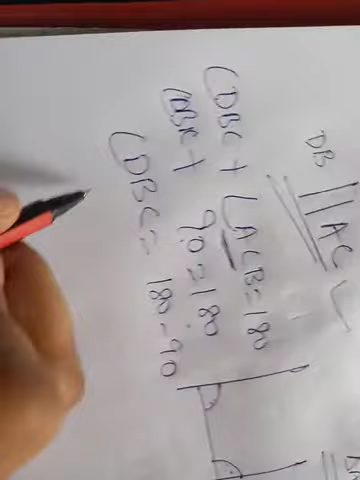 DB || AC
∠DBC + ∠ACB = 180
∠DBC + 90 = 180
∠DBC = 180 - 90